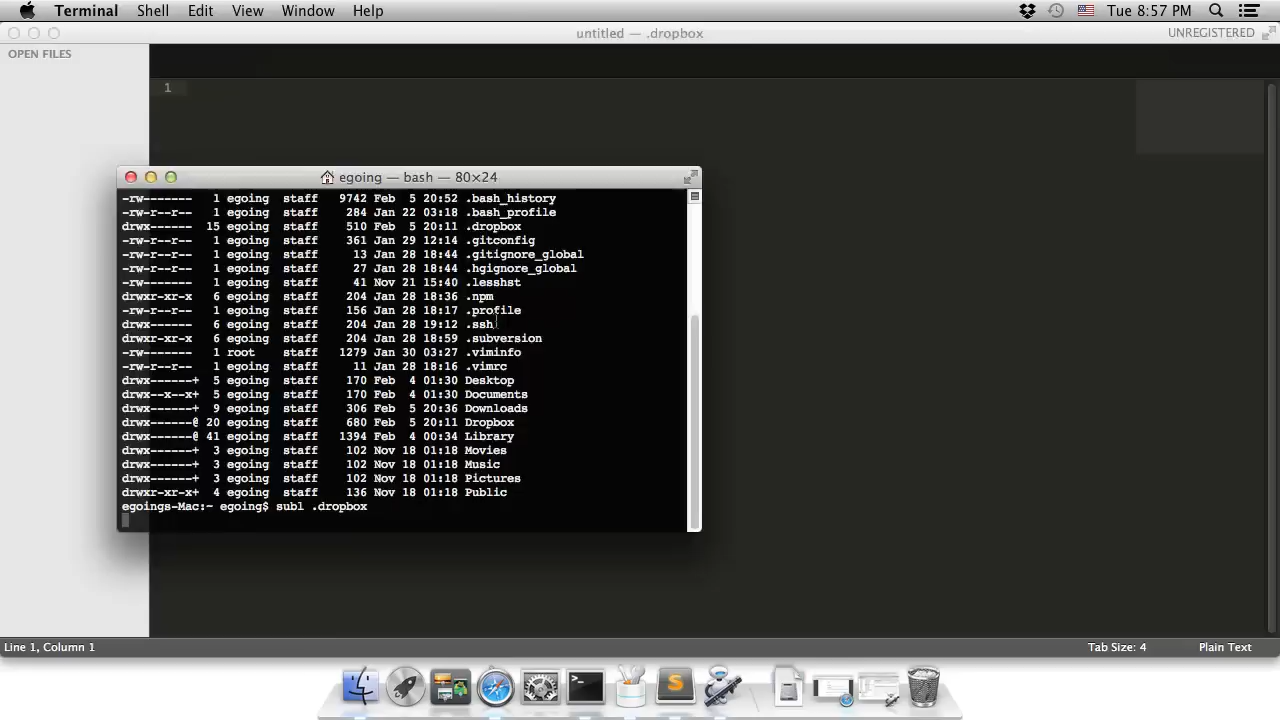 Terminal Shell Edit View Window Help Tue 8:57 PM
untitled — .dropbox UNREGISTERED
OPEN FILES
1
egoing — bash — 80×24
-rw------- 1 egoing staff 9742 Feb 5 20:52 .bash_history
-rw-r--r-- 1 egoing staff 284 Jan 22 03:18 .bash_profile
drwx------ 15 egoing staff 510 Feb 5 20:11 .dropbox
-rw-r--r-- 1 egoing staff 361 Jan 29 12:14 .gitconfig
-rw-r--r-- 1 egoing staff 13 Jan 28 18:44 .gitignore_global
-rw-r--r-- 1 egoing staff 27 Jan 28 18:44 .hgignore_global
-rw------- 1 egoing staff 41 Nov 21 15:40 .lesshst
drwxr-xr-x 6 egoing staff 204 Jan 28 18:36 .npm
-rw-r--r-- 1 egoing staff 156 Jan 28 18:17 .profile
drwx------ 6 egoing staff 204 Jan 28 19:12 .ssh
drwxr-xr-x 6 egoing staff 204 Jan 28 18:59 .subversion
-rw------- 1 root staff 1279 Jan 30 03:27 .viminfo
-rw-r--r-- 1 egoing staff 11 Jan 28 18:16 .vimrc
drwx------+ 5 egoing staff 170 Feb 4 01:30 Desktop
drwx--x--x+ 5 egoing staff 170 Feb 4 01:30 Documents
drwx------+ 9 egoing staff 306 Feb 5 20:36 Downloads
drwx------@ 20 egoing staff 680 Feb 5 20:11 Dropbox
drwx------@ 41 egoing staff 1394 Feb 4 00:34 Library
drwx------+ 3 egoing staff 102 Nov 18 01:18 Movies
drwx------+ 3 egoing staff 102 Nov 18 01:18 Music
drwx------+ 3 egoing staff 102 Nov 18 01:18 Pictures
drwxr-xr-x+ 4 egoing staff 136 Nov 18 01:18 Public
egoings-Mac:~ egoing$ subl .dropbox
Line 1, Column 1 Tab Size: 4 Plain Text